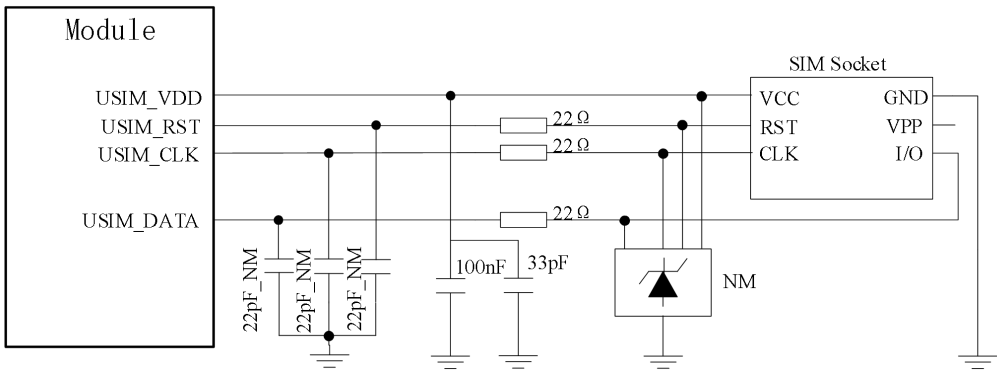 Module
SIM Socket
USIM_VDD
VCC
GND
USIM_RST
22Ω
RST
VPP
USIM_CLK
22Ω
CLK
I/O
USIM_DATA
22Ω
22pF_NM
22pF_NM
22pF_NM
100nF
33pF
NM